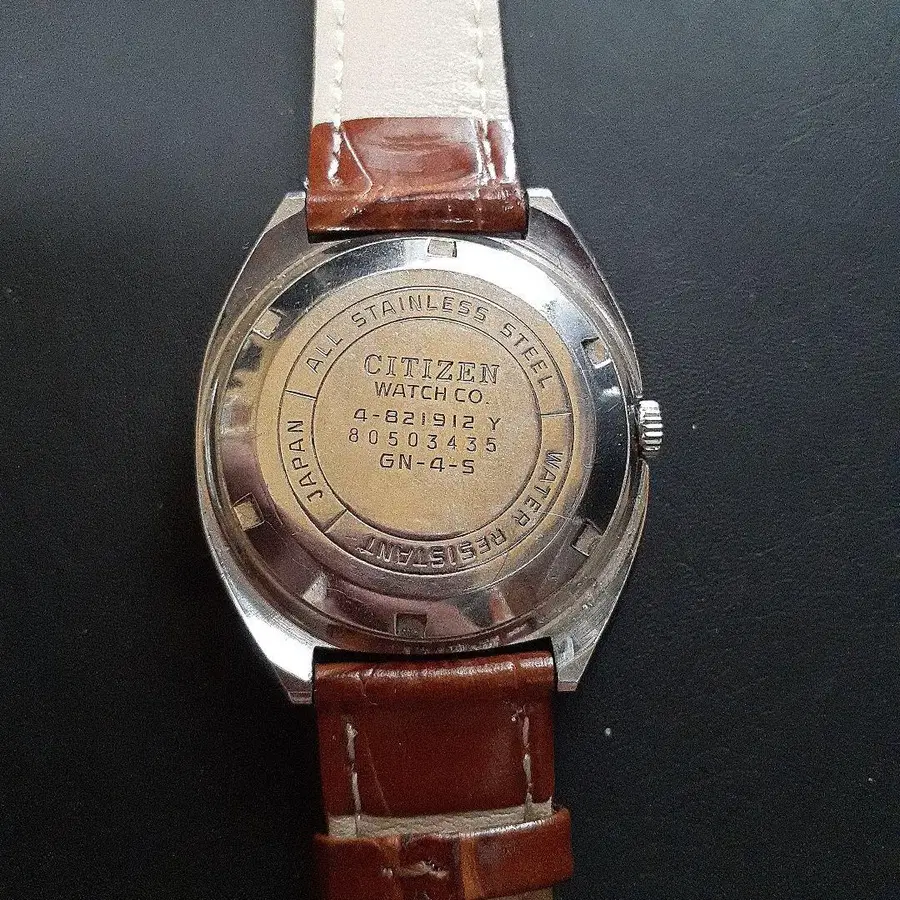 ALL STAINLESS STEEL
CITIZEN
WATCH CO.
4-821912 Y
80503435
GN-4-S
WATER RESISTANT
JAPAN